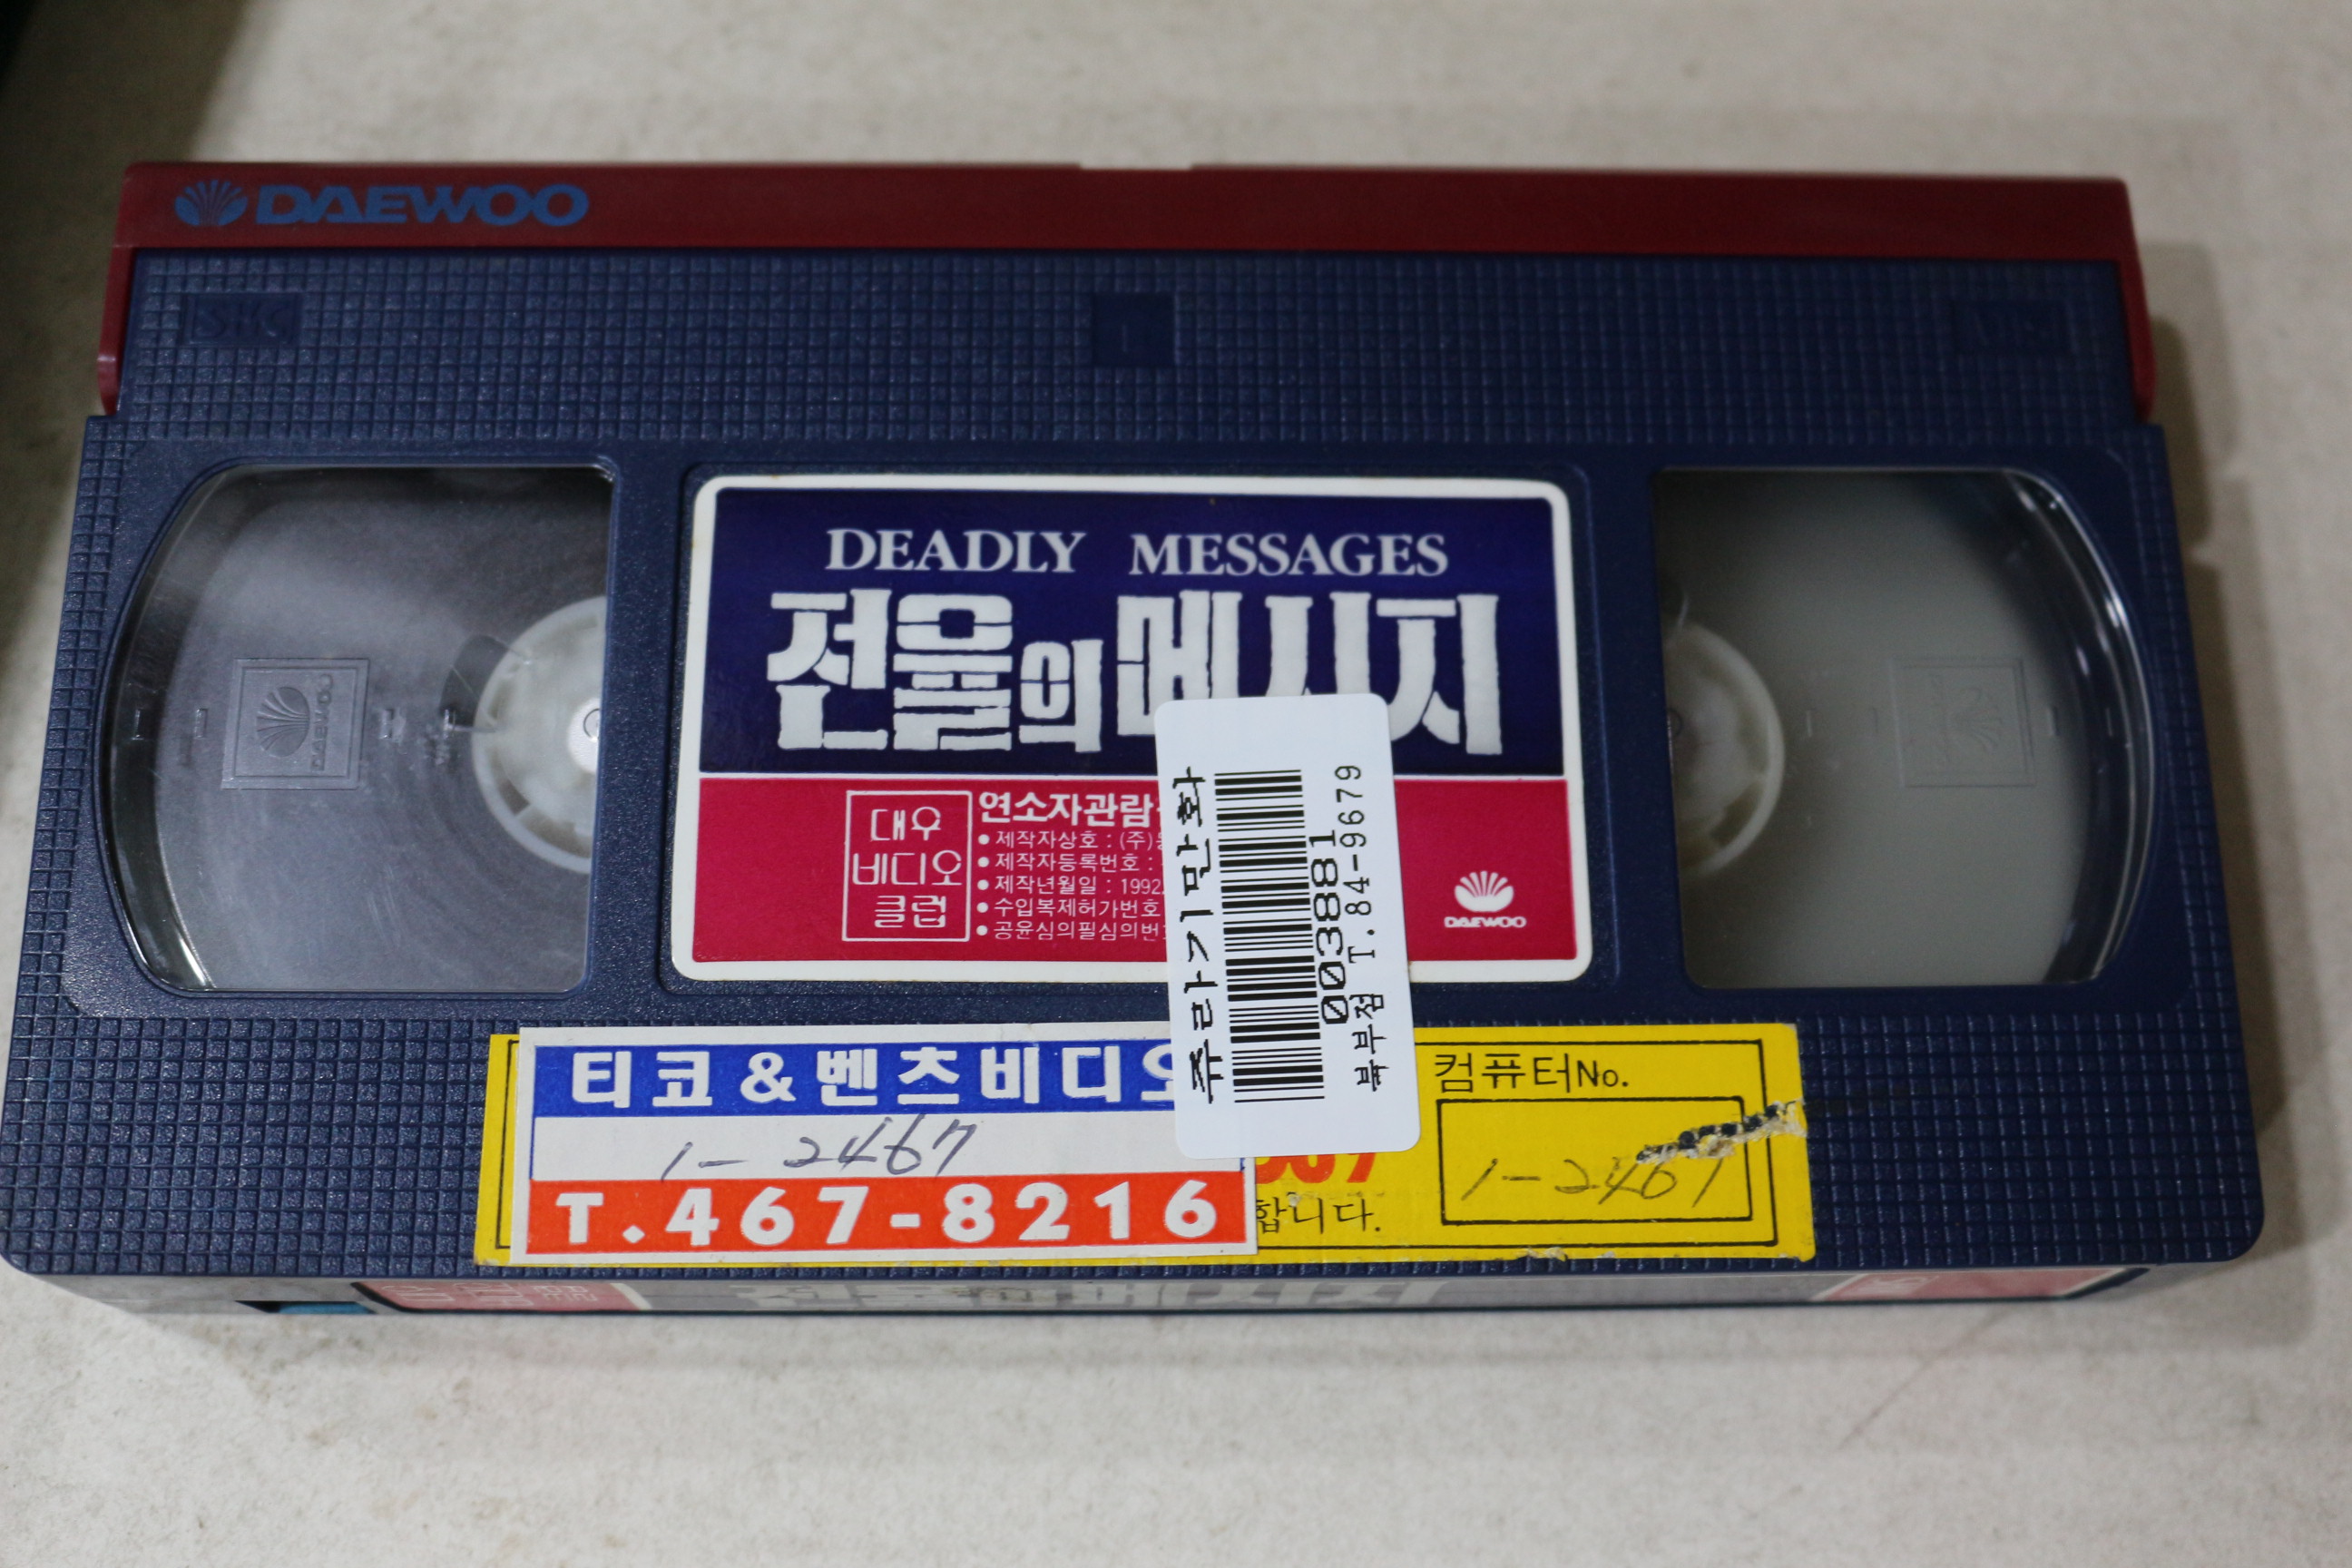 DAEWOO
DEADLY MESSAGES
전율의 메시지
대우
비디오
클럽
연소자관람
• 제작자상호 : (주)
• 제작자등록번호 :
• 제작년월일 : 1992
• 수입복제허가번호
• 공윤심의필심의번
DAEWOO
쥬라기만화
003881
북부점 T.84-9679
티코&벤츠비디오
1-2467
T.467-8216
합니다.
컴퓨터No.
1-2467